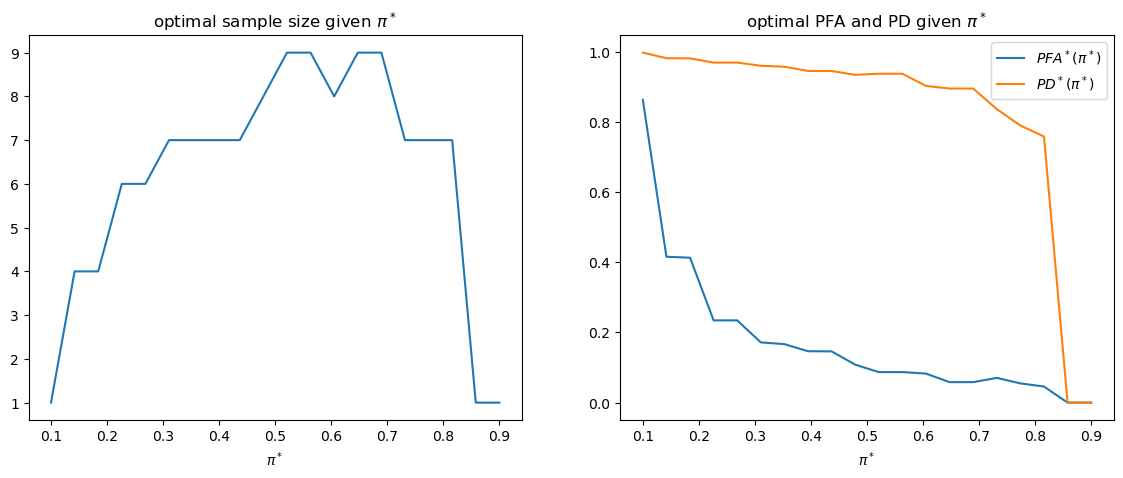 optimal sample size given π*
9
8
7
6
5
4
3
2
1
0.1 0.2 0.3 0.4 0.5 0.6 0.7 0.8 0.9
π*
optimal PFA and PD given π*
1.0
0.8
0.6
0.4
0.2
0.0
PFA*(π*)
PD*(π*)
0.1 0.2 0.3 0.4 0.5 0.6 0.7 0.8 0.9
π*